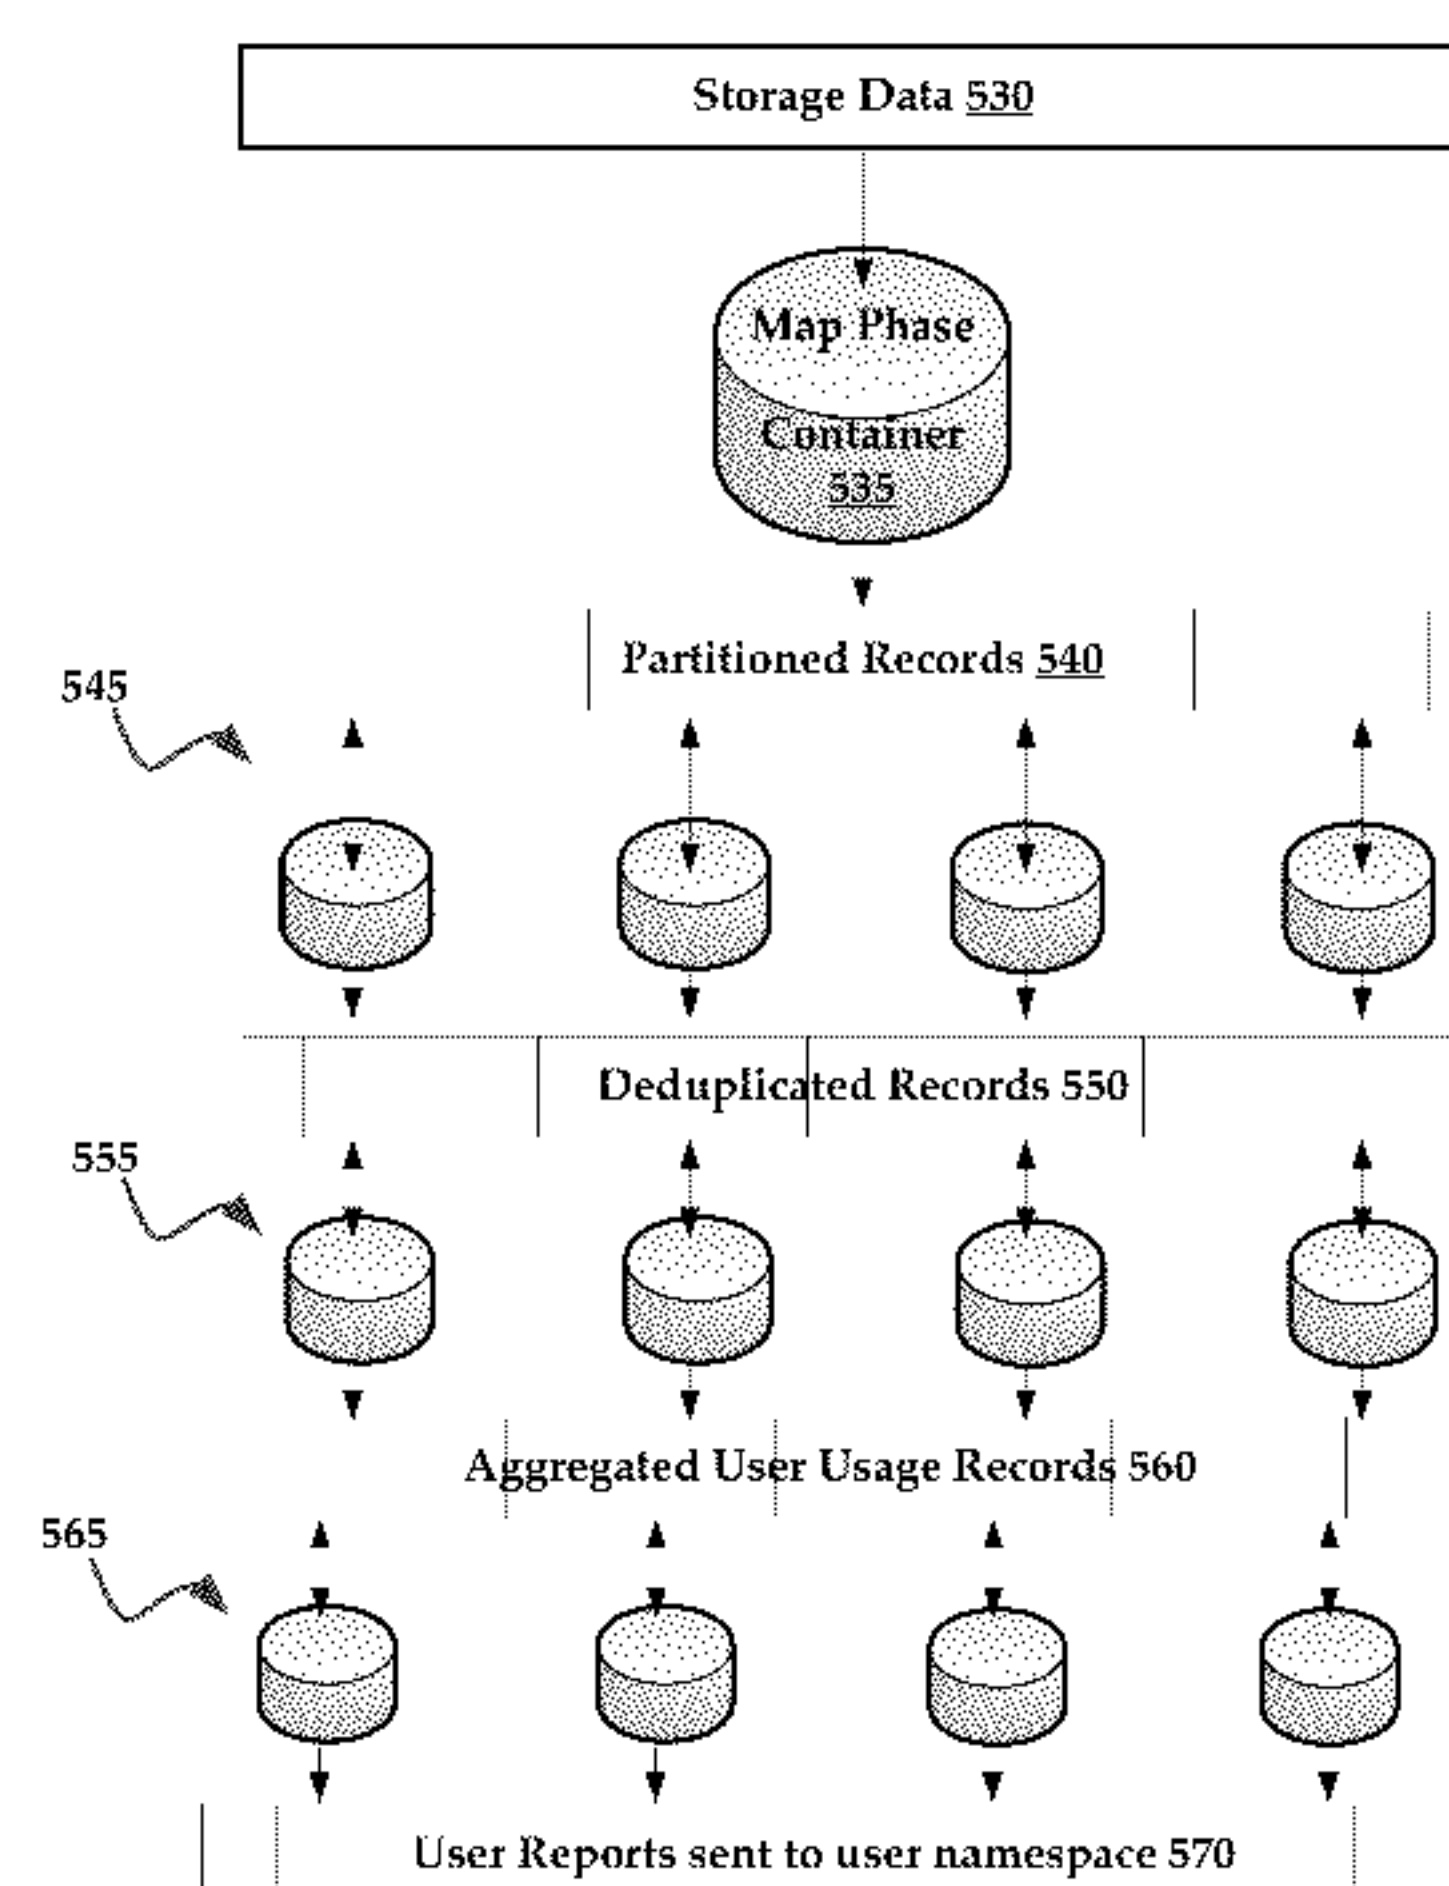 Storage Data 530
Map Phase
Container
535
Partitioned Records 540
545
Deduplicated Records 550
555
Aggregated User Usage Records 560
565
User Reports sent to user namespace 570